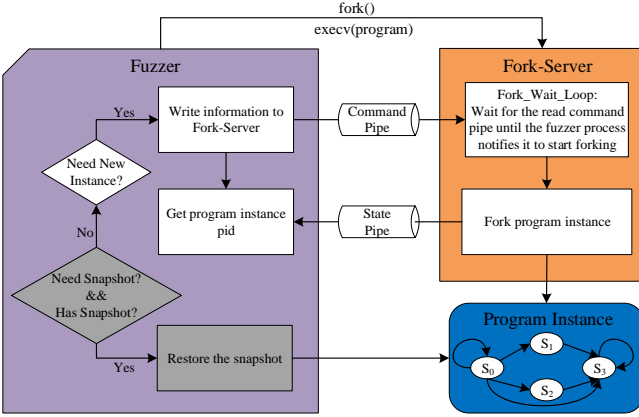 fork()
execv(program)
Fuzzer
Fork-Server
Yes
Write information to
Fork-Server
Command
Pipe
Fork_Wait_Loop:
Wait for the read command
pipe until the fuzzer process
notifies it to start forking
Need New
Instance?
Get program instance
pid
State
Pipe
Fork program instance
No
Need Snapshot?
&&
Has Snapshot?
Yes
Restore the snapshot
Program Instance
S0
S1
S2
S3